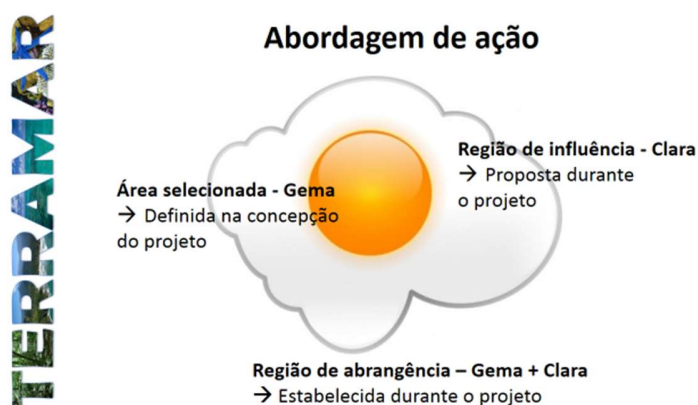 TERRAMAR
Abordagem de ação
Região de influência - Clara
→ Proposta durante
o projeto
Área selecionada - Gema
→ Definida na concepção
do projeto
Região de abrangência – Gema + Clara
→ Estabelecida durante o projeto